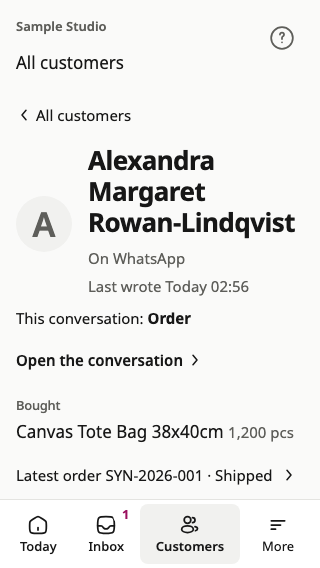 Sample Studio
All customers
All customers
Alexandra
Margaret
Rowan-Lindqvist
A
On WhatsApp
Last wrote Today 02:56
This conversation: Order
Open the conversation
Bought
Canvas Tote Bag 38x40cm 1,200 pcs
Latest order SYN-2026-001 · Shipped
1
Today Inbox Customers More